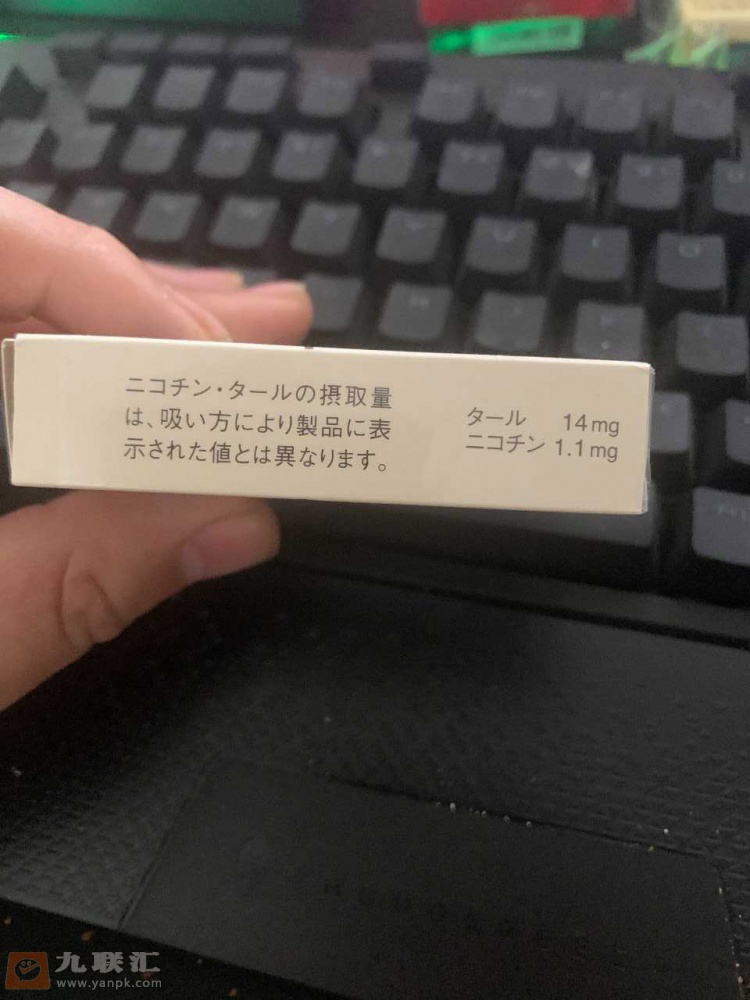 ニコチン・タールの摂取量
は、吸い方により製品に表
示された値とは異なります。
タール 14mg
ニコチン 1.1mg
九联汇
www.yanpk.com